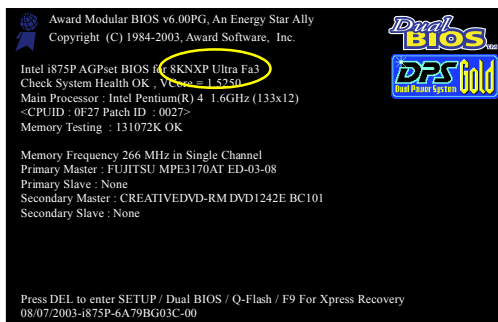 Award Modular BIOS v6.00PG, An Energy Star Ally
Copyright (C) 1984-2003, Award Software, Inc.
Dual
BIOS
Intel i875P AGPset BIOS for 8KNXP Ultra Fa3
Check System Health OK , VCore = 1.5250
Main Processor : Intel Pentium(R) 4 1.6GHz (133x12)
<CPUID : 0F27 Patch ID : 0027>
Memory Testing : 131072K OK
DPS Gold
Dual Power System
Memory Frequency 266 MHz in Single Channel
Primary Master : FUJITSU MPE3170AT ED-03-08
Primary Slave : None
Secondary Master : CREATIVEDVD-RM DVD1242E BC101
Secondary Slave : None
Press DEL to enter SETUP / Dual BIOS / Q-Flash / F9 For Xpress Recovery
08/07/2003-i875P-6A79BG03C-00